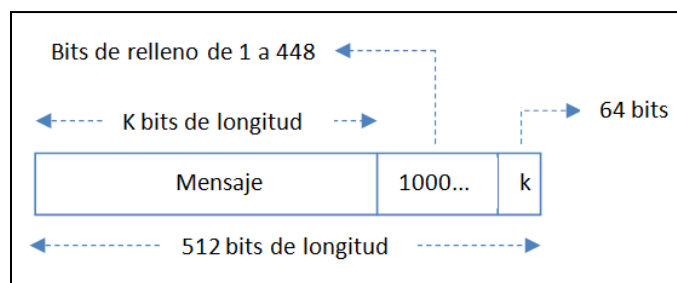 Bits de relleno de 1 a 448
64 bits
K bits de longitud
Mensaje 1000... k
512 bits de longitud